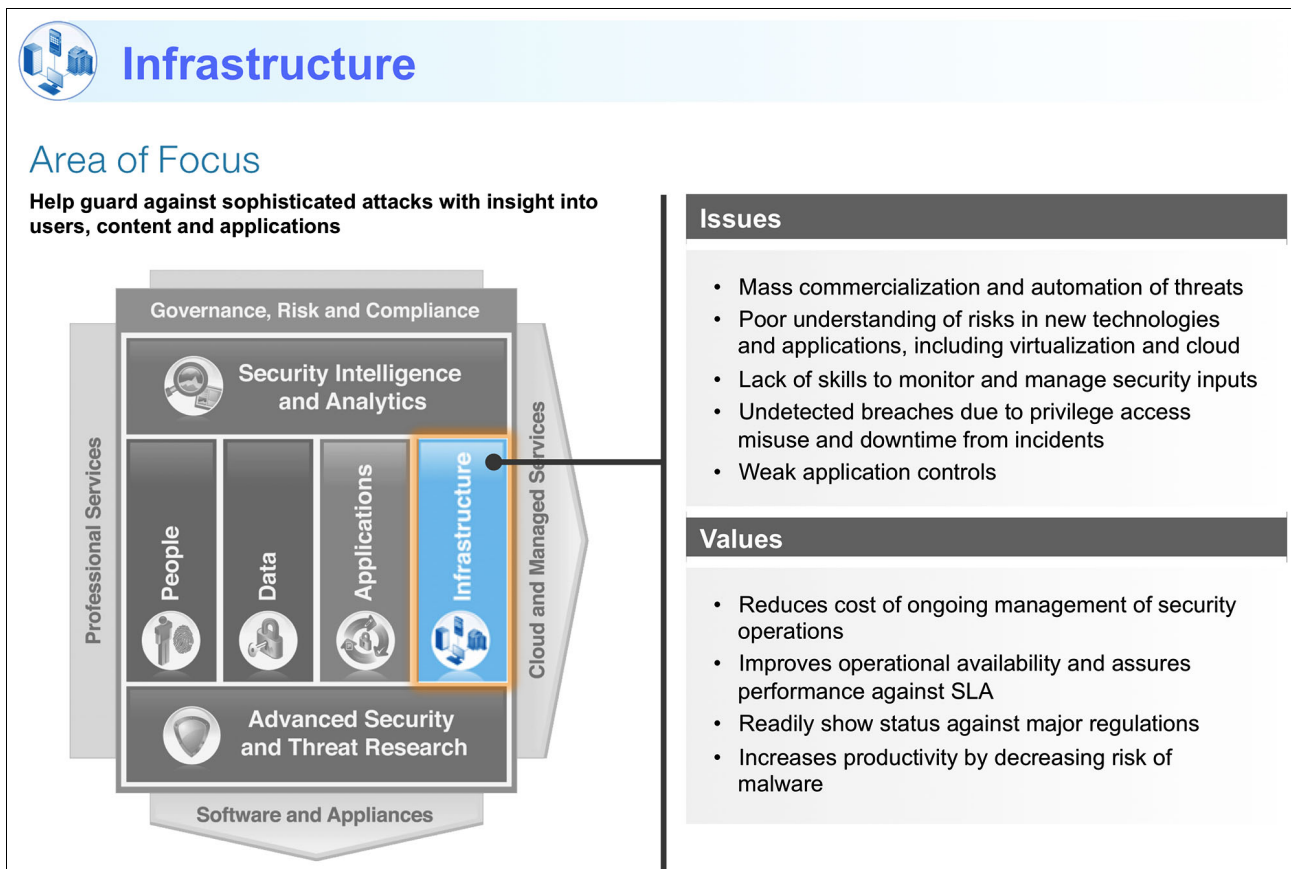 Infrastructure
Area of Focus
Help guard against sophisticated attacks with insight into
users, content and applications
Governance, Risk and Compliance
Security Intelligence
and Analytics
Professional Services
People
Data
Applications
Infrastructure
Cloud and Managed Services
Advanced Security
and Threat Research
Software and Appliances
Issues
• Mass commercialization and automation of threats
• Poor understanding of risks in new technologies
and applications, including virtualization and cloud
• Lack of skills to monitor and manage security inputs
• Undetected breaches due to privilege access
misuse and downtime from incidents
• Weak application controls
Values
• Reduces cost of ongoing management of security
operations
• Improves operational availability and assures
performance against SLA
• Readily show status against major regulations
• Increases productivity by decreasing risk of
malware